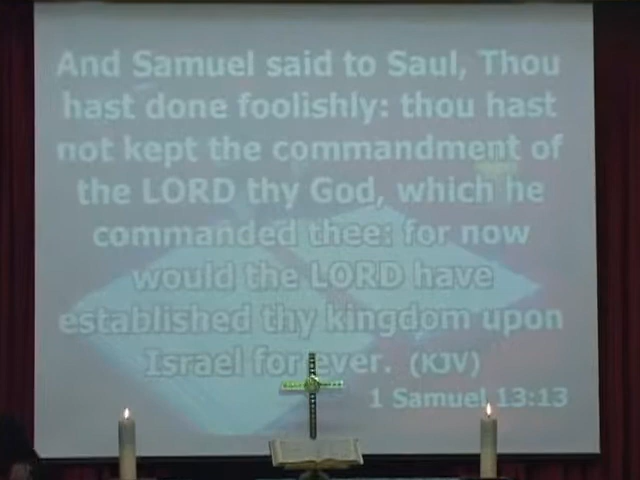 And Samuel said to Saul, Thou
hast done foolishly: thou hast
not kept the commandment of
the LORD thy God, which he
commanded thee: for now
would the LORD have
established thy kingdom upon
Israel for ever. (KJV)
1 Samuel 13:13